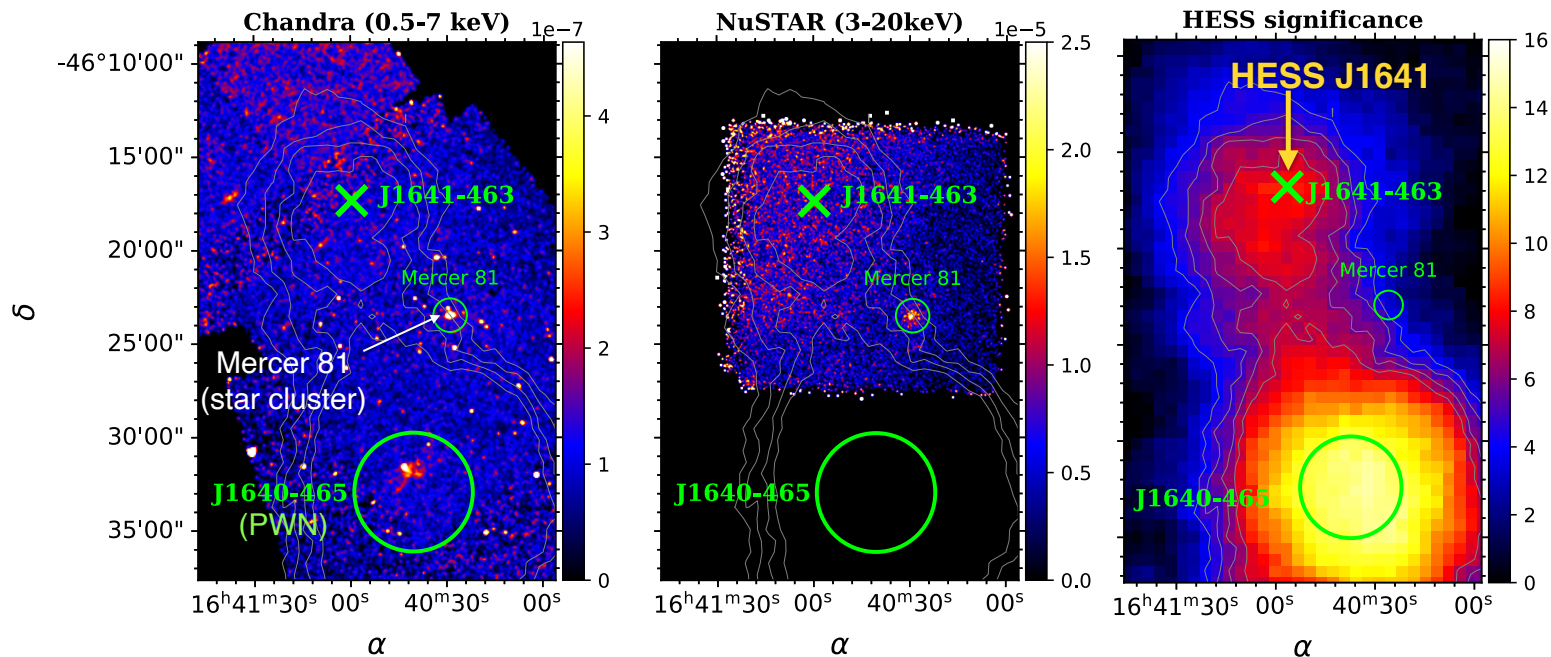 Chandra (0.5-7 keV)
1e-7
-46°10'00"
15'00"
20'00"
25'00"
30'00"
35'00"
δ
J1641-463
Mercer 81
Mercer 81
(star cluster)
J1640-465
(PWN)
4
3
2
1
0
16ʰ41ᵐ30ˢ 00ˢ 40ᵐ30ˢ 00ˢ
α
NuSTAR (3-20keV)
1e-5
J1641-463
Mercer 81
J1640-465
2.5
2.0
1.5
1.0
0.5
0.0
16ʰ41ᵐ30ˢ 00ˢ 40ᵐ30ˢ 00ˢ
α
HESS significance
HESS J1641
J1641-463
Mercer 81
J1640-465
16
14
12
10
8
6
4
2
0
16ʰ41ᵐ30ˢ 00ˢ 40ᵐ30ˢ 00ˢ
α